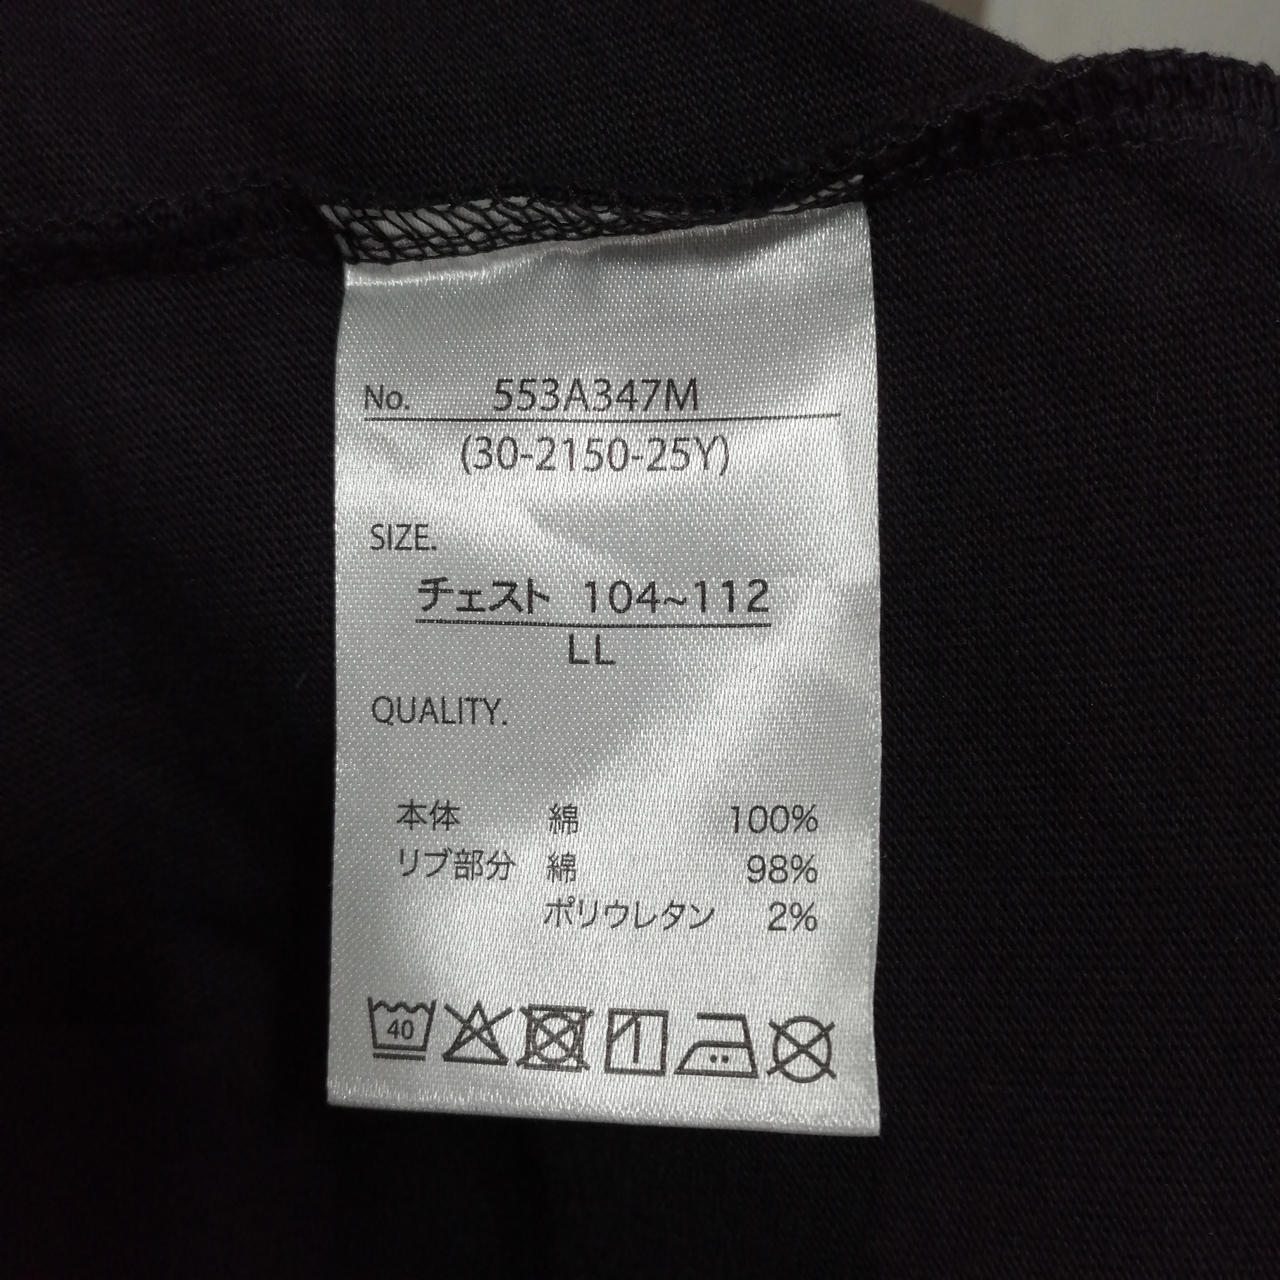 No. 553A347M
(30-2150-25Y)
SIZE.
チェスト 104~112
LL
QUALITY.
本体 綿 100%
リブ部分 綿 98%
ポリウレタン 2%
40